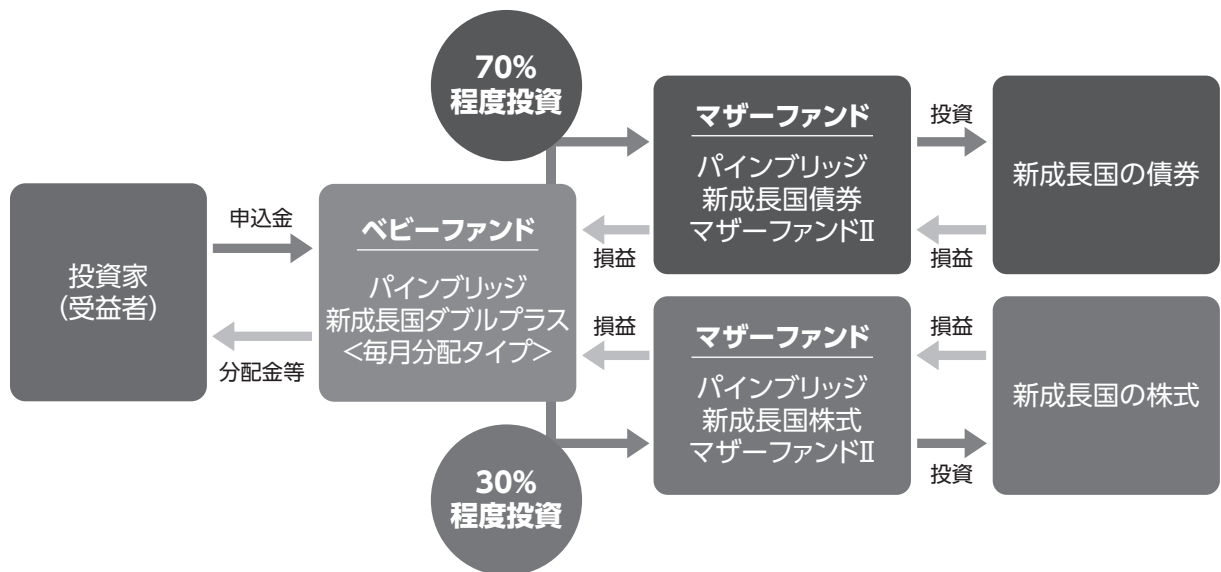 70%
程度投資
マザーファンド
パインブリッジ
新成長国債券
マザーファンドⅡ
投資
損益
新成長国の債券
損益
投資家
(受益者)
申込金
分配金等
ベビーファンド
パインブリッジ
新成長国ダブルプラス
<毎月分配タイプ>
損益
マザーファンド
パインブリッジ
新成長国株式
マザーファンドⅡ
損益
投資
新成長国の株式
30%
程度投資